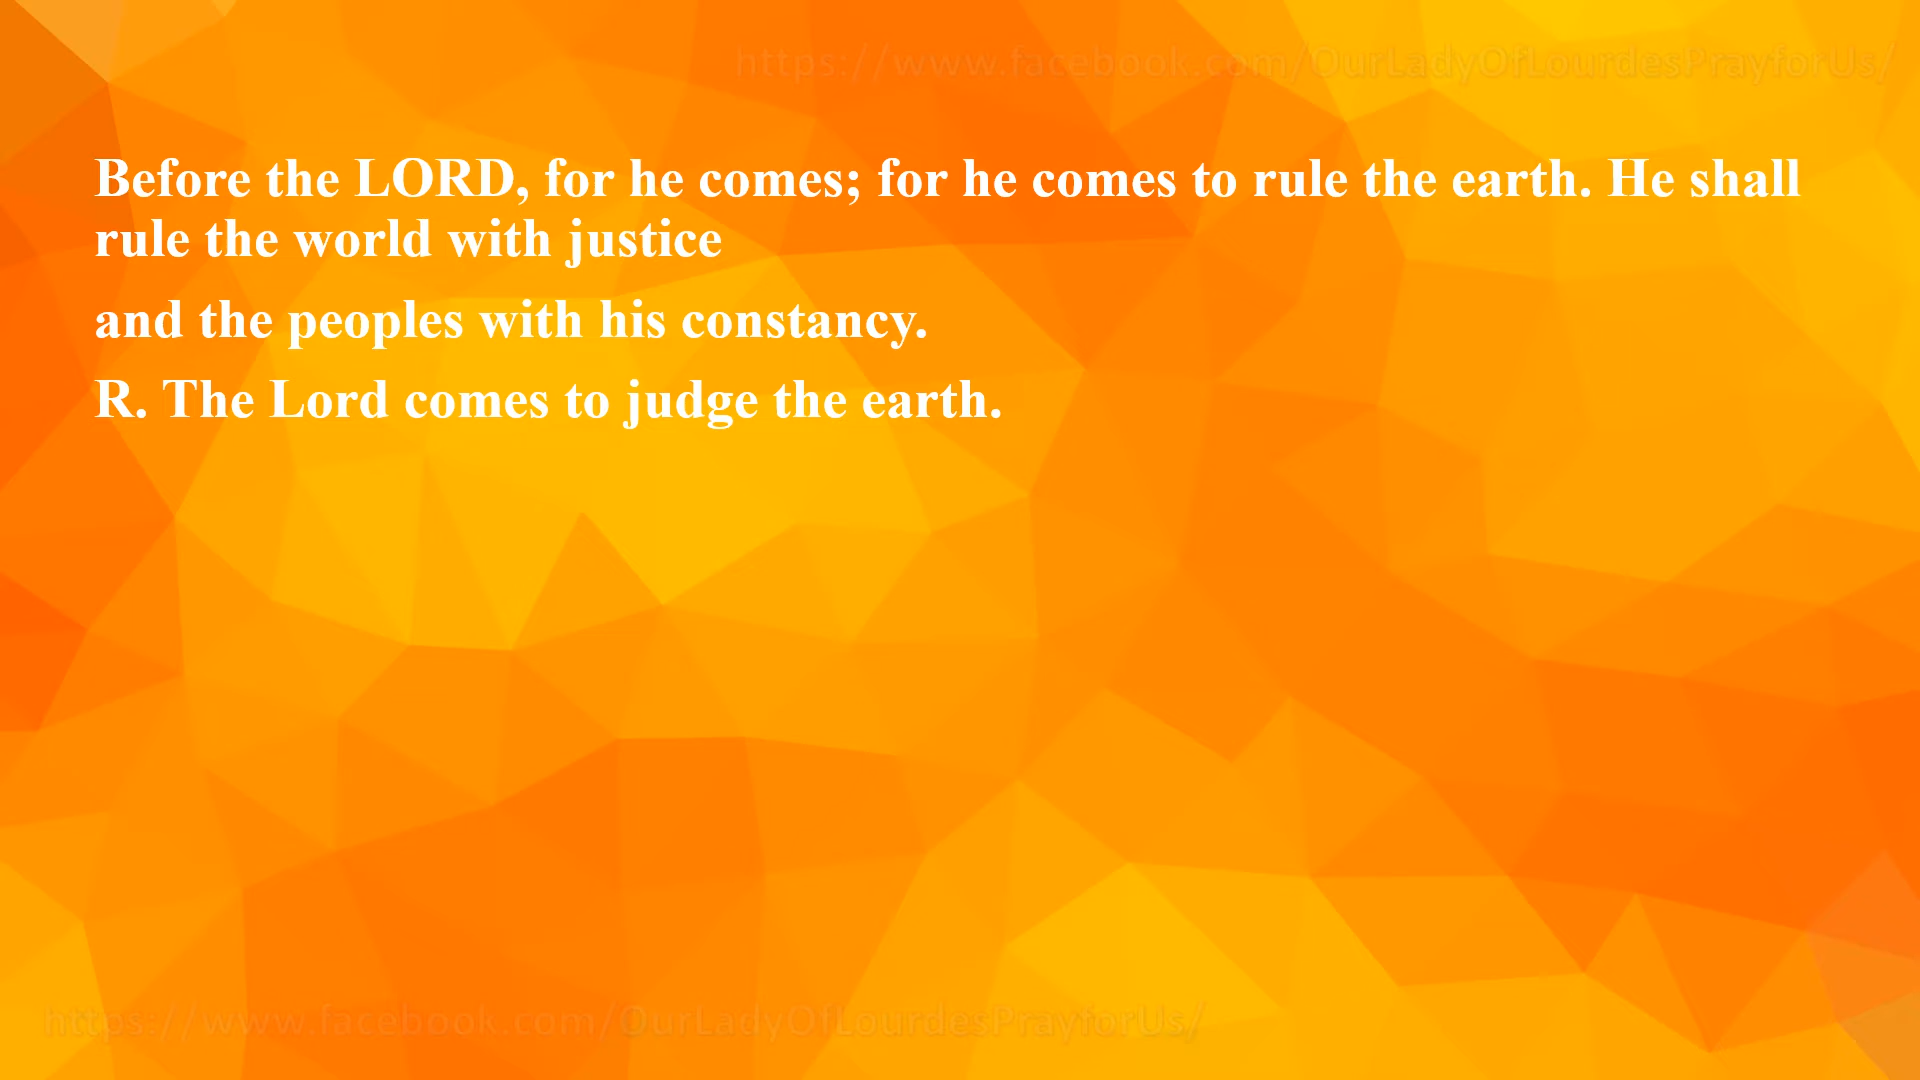 https://www.facebook.com/OurLadyOfLourdesPrayforUs/
Before the LORD, for he comes; for he comes to rule the earth. He shall
rule the world with justice
and the peoples with his constancy.
R. The Lord comes to judge the earth.
https://www.facebook.com/OurLadyOfLourdesPrayforUs/